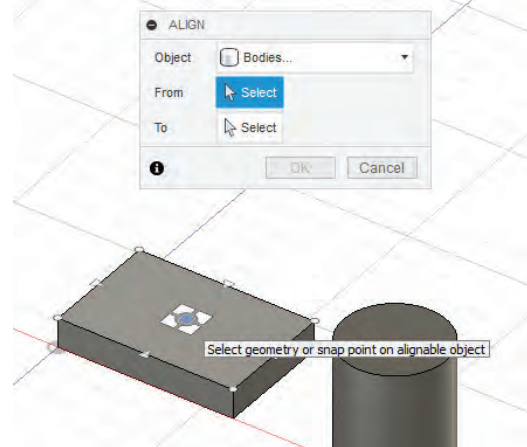 ALIGN
Object Bodies...
From Select
To Select
OK Cancel
Select geometry or snap point on alignable object